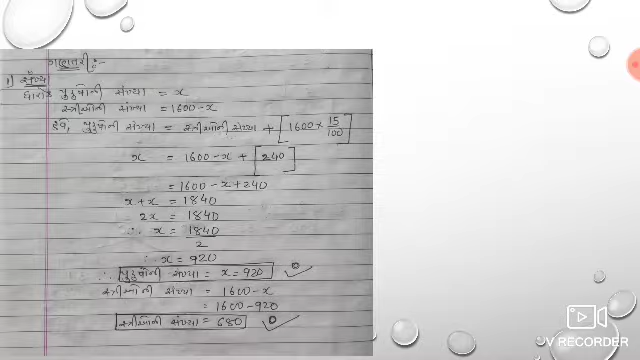 ગણતરી :-
1) સૈન્ય
ધારોકે પુરુષોની સંખ્યા = x
સ્ત્રીઓની સંખ્યા = 1600 - x
હવે, પુરુષોની સંખ્યા = સ્ત્રીઓની સંખ્યા + [1600 × 15/100]
x = 1600 - x + [240]
= 1600 - x + 240
x + x = 1840
2x = 1840
∴ x = 1840/2
∴ x = 920
∴ પુરુષોની સંખ્યા = x = 920
સ્ત્રીઓની સંખ્યા = 1600 - x
= 1600 - 920
સ્ત્રીઓની સંખ્યા = 680
VV RECORDER